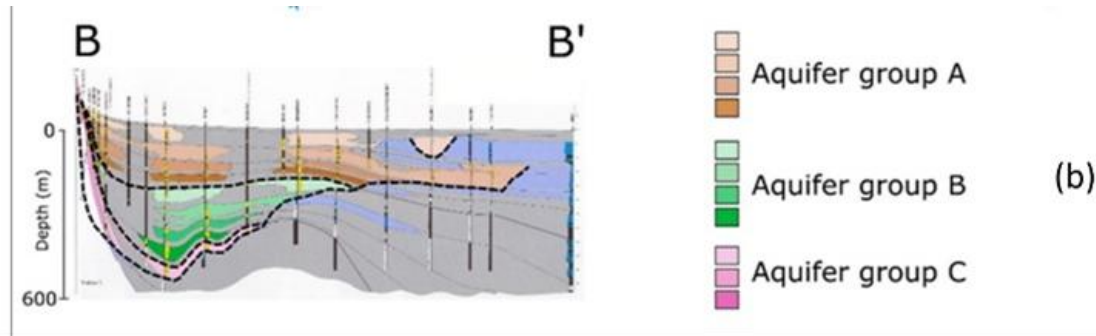 B B'
0
Depth (m)
600
Aquifer group A
Aquifer group B
Aquifer group C
(b)